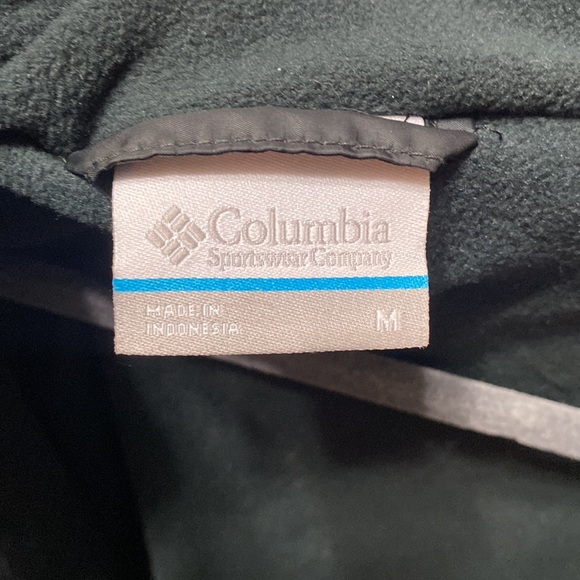 Columbia
Sportswear Company
MADE IN
INDONESIA
M